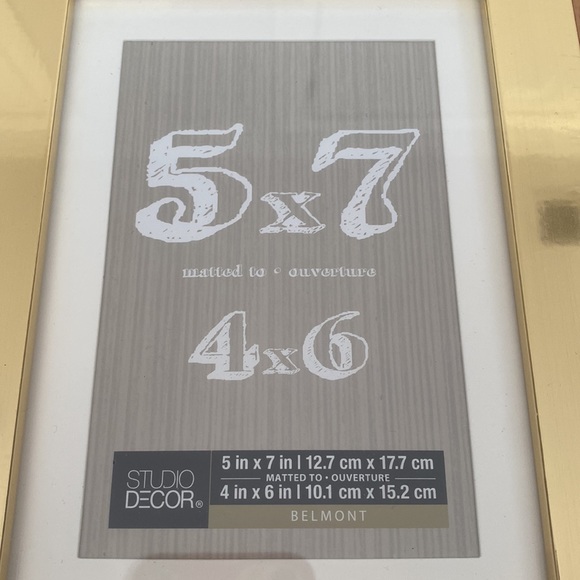 5x7
matted to • ouverture
4x6
STUDIO
DECOR®
5 in x 7 in | 12.7 cm x 17.7 cm
MATTED TO • OUVERTURE
4 in x 6 in | 10.1 cm x 15.2 cm
BELMONT